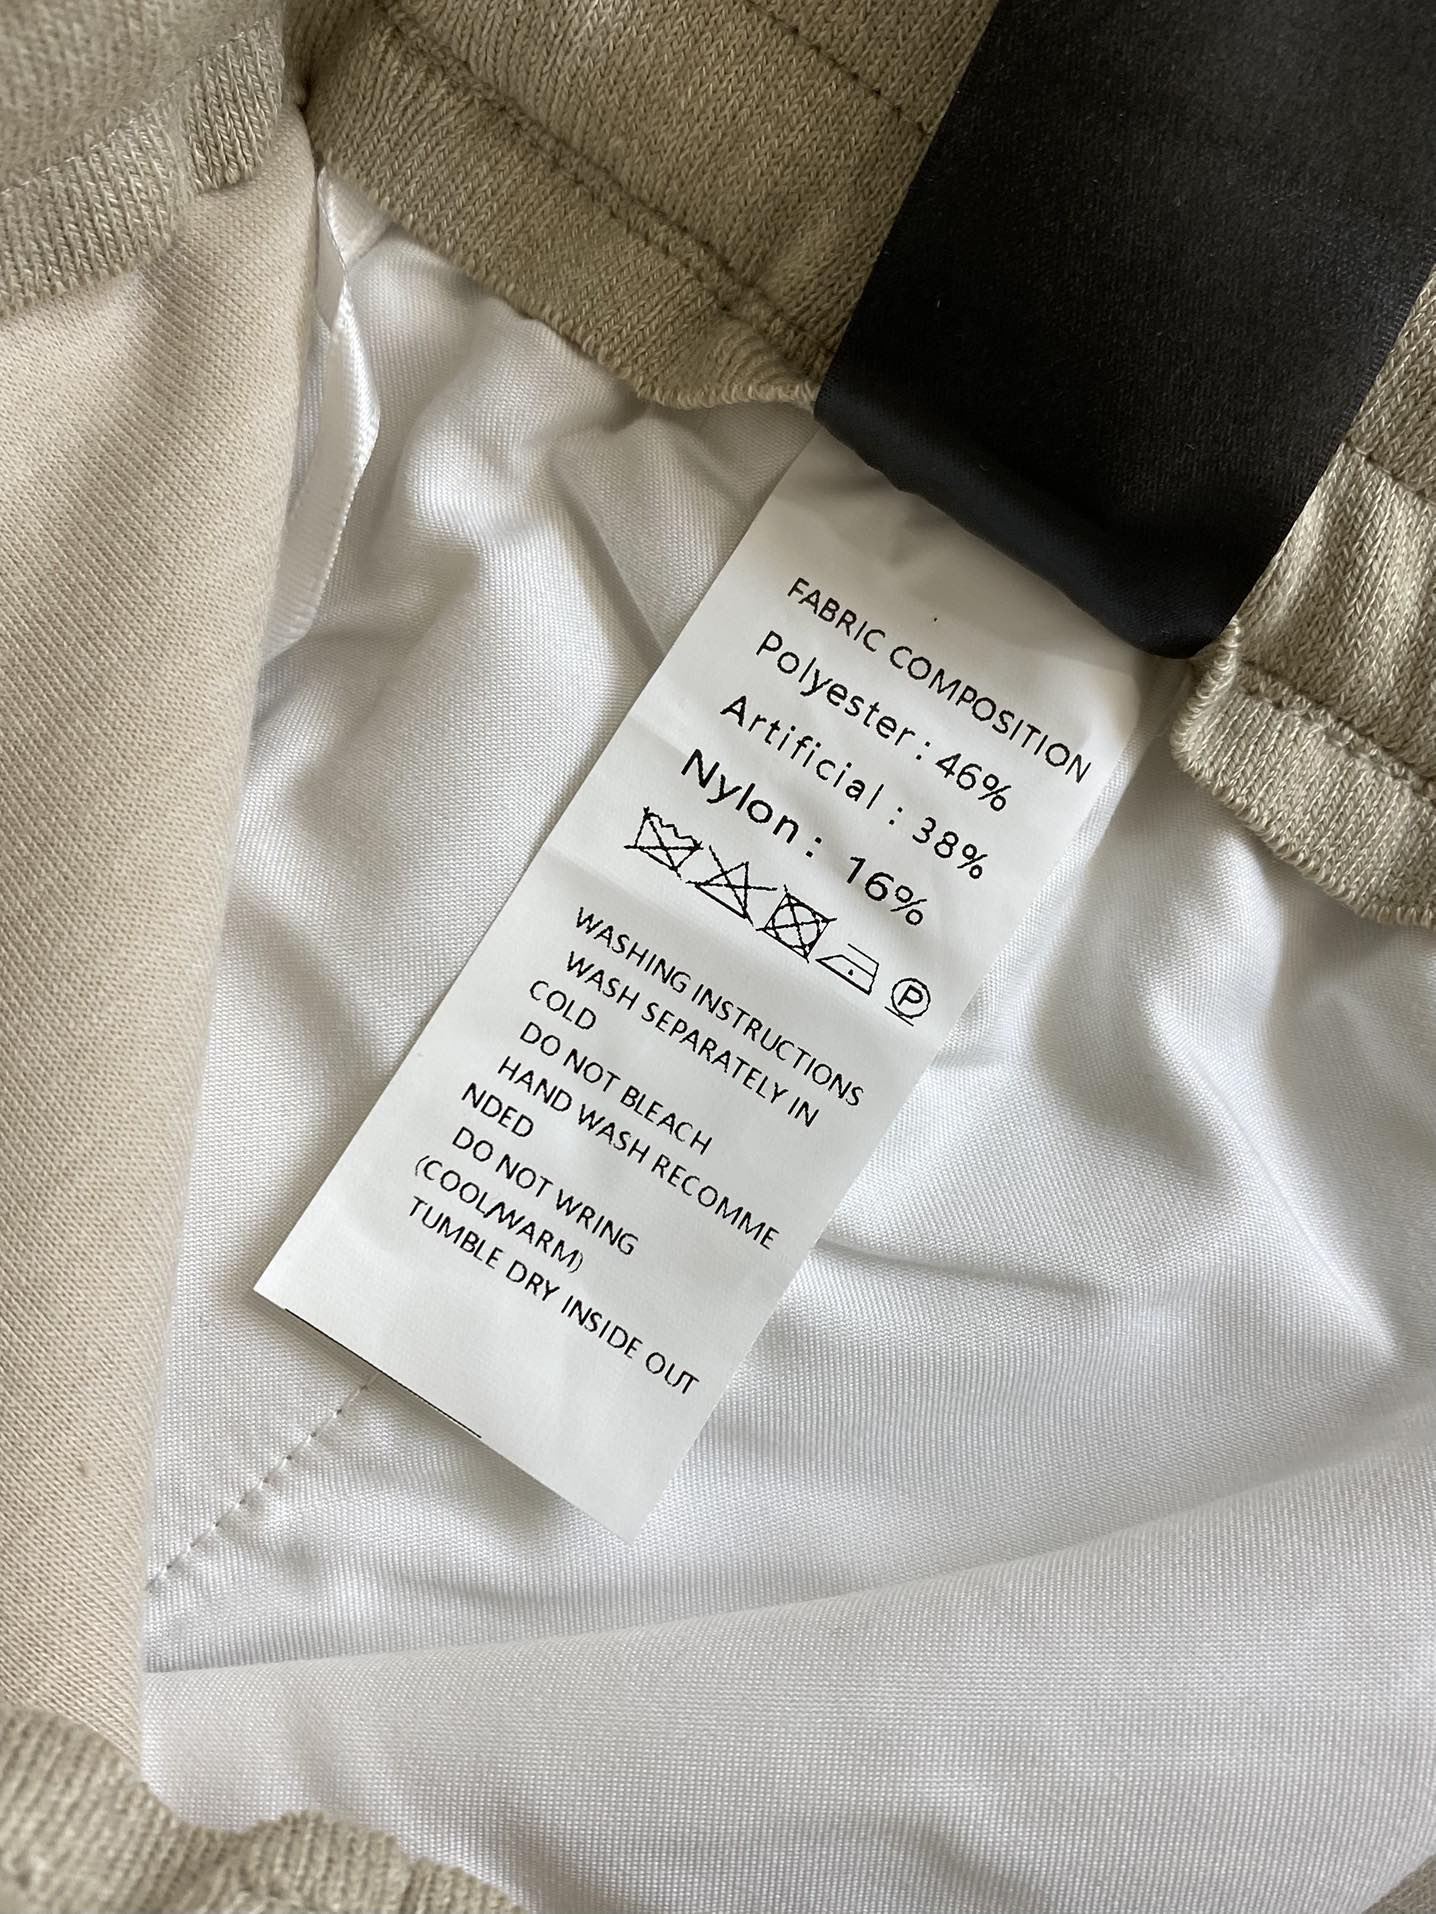 FABRIC COMPOSITION
Polyester: 46%
Artificial : 38%
Nylon: 16%
P
WASHING INSTRUCTIONS
WASH SEPARATELY IN
COLD
DO NOT BLEACH
HAND WASH RECOMME
NDED
DO NOT WRING
(COOL/WARM)
TUMBLE DRY INSIDE OUT